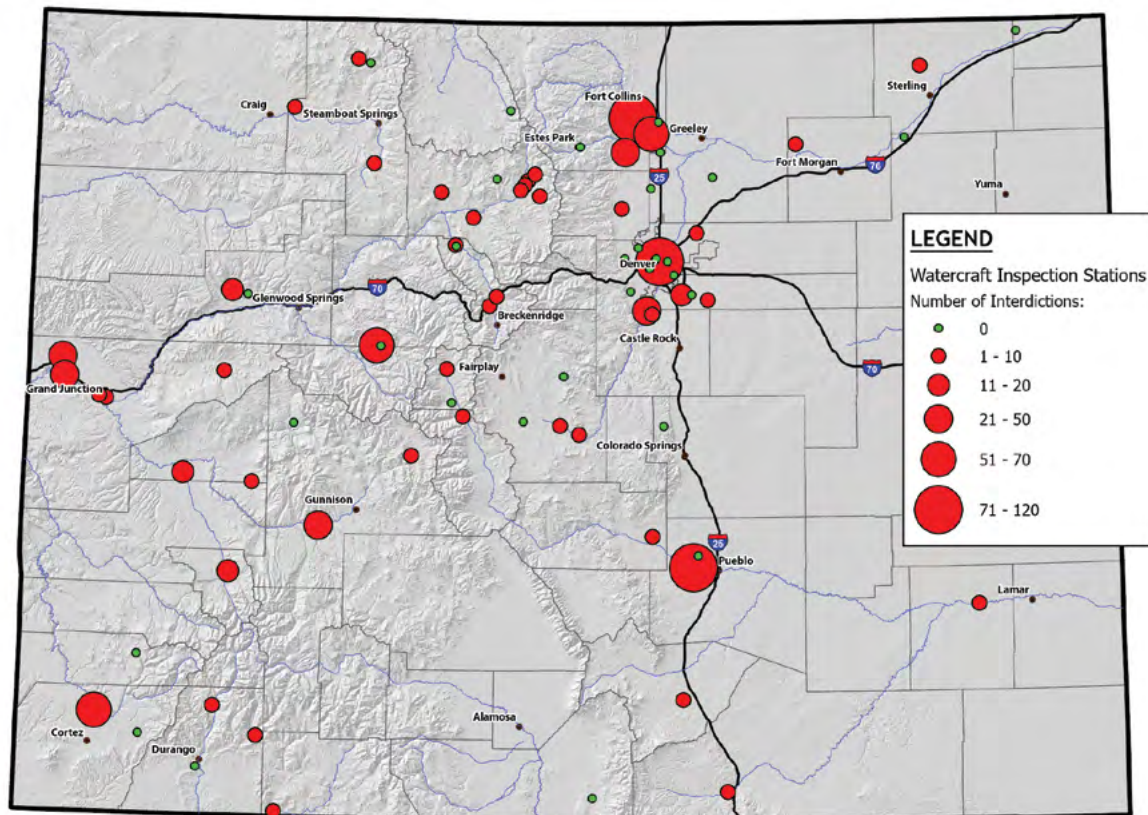 Craig
Steamboat Springs
Fort Collins
Estes Park
Greeley
Sterling
Fort Morgan
76
25
Yuma
Denver
Glenwood Springs
70
Breckenridge
Castle Rock
Fairplay
70
Grand Junction
Colorado Springs
Gunnison
25
Pueblo
Lamar
Cortez
Durango
Alamosa
LEGEND
Watercraft Inspection Stations
Number of Interdictions:
0
1 - 10
11 - 20
21 - 50
51 - 70
71 - 120